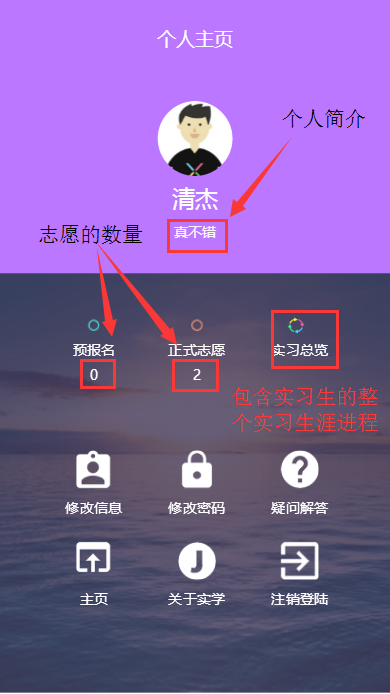 个人主页
个人简介
清杰
真不错
志愿的数量
预报名
正式志愿
实习总览
0
2
包含实习生的整
个实习生涯进程
修改信息
修改密码
疑问解答
主页
关于实学
注销登陆